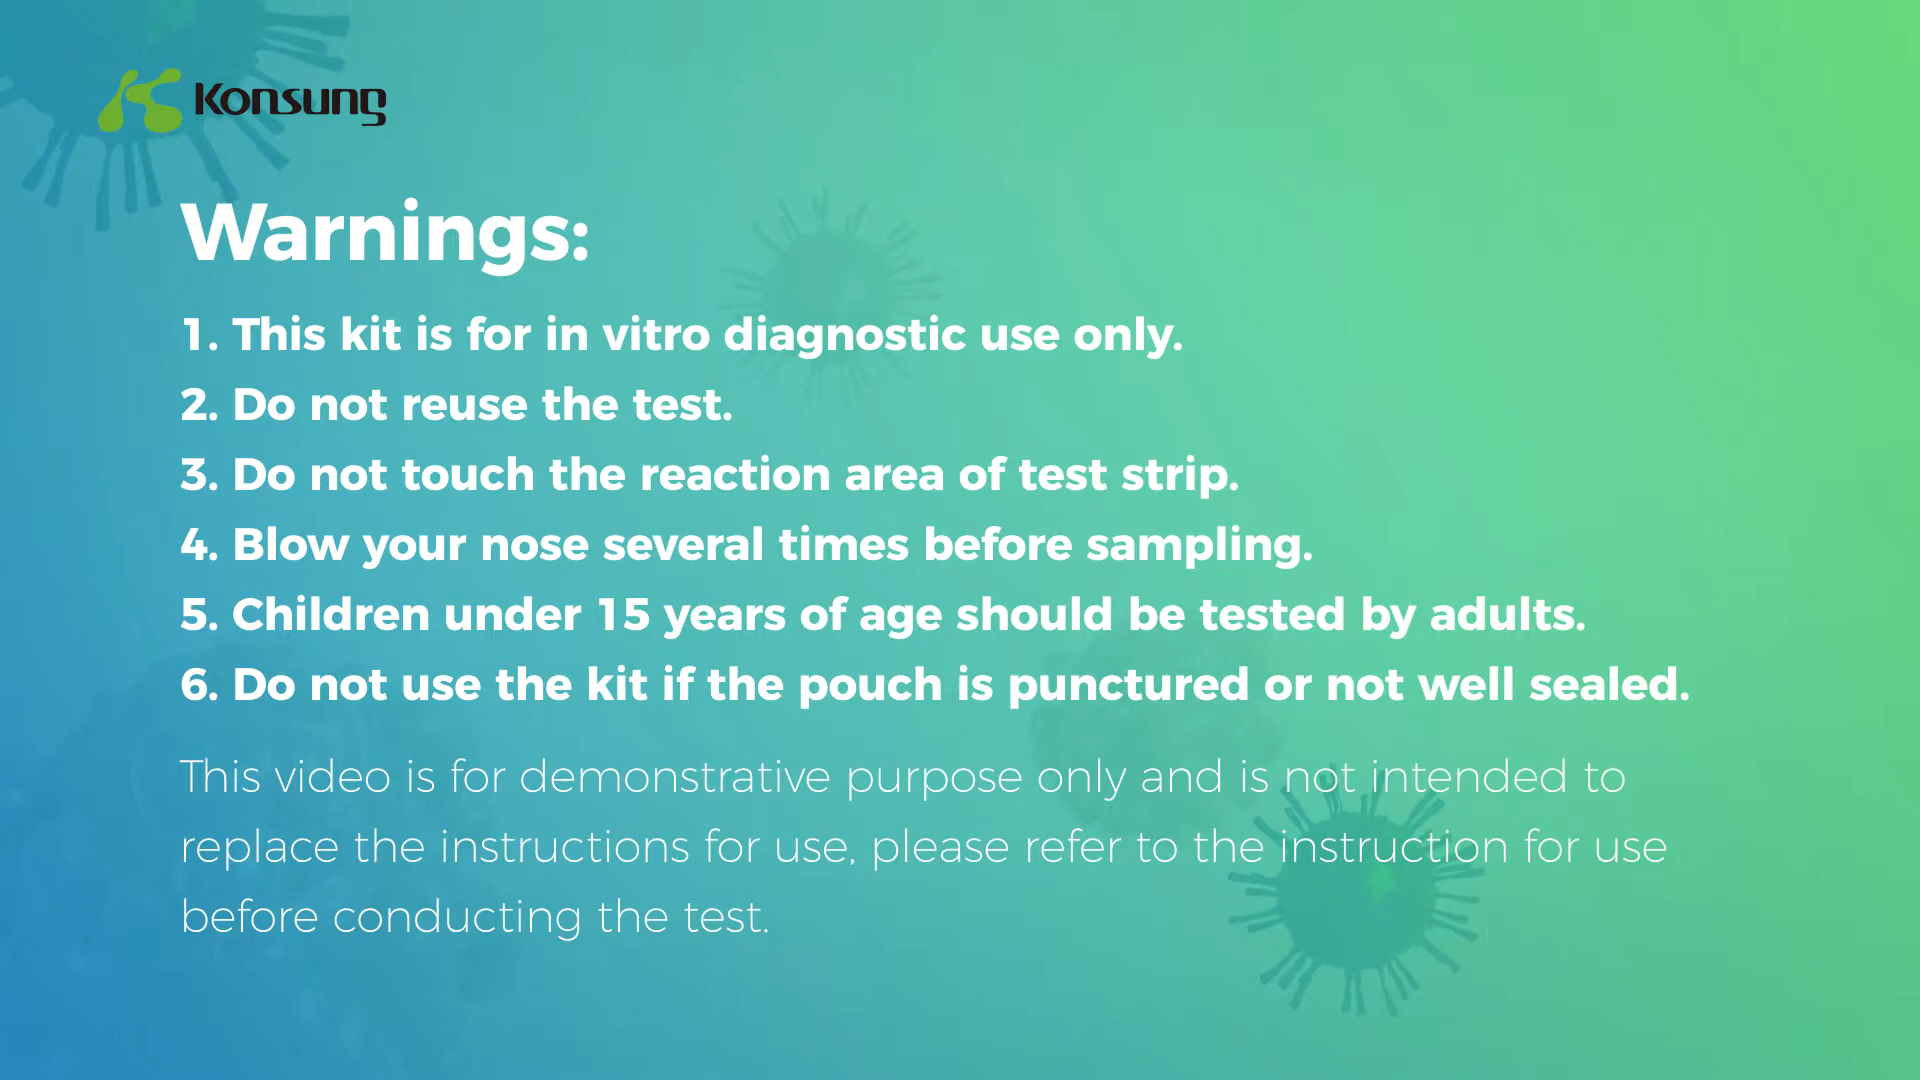 Konsung
Warnings:
1. This kit is for in vitro diagnostic use only.
2. Do not reuse the test.
3. Do not touch the reaction area of test strip.
4. Blow your nose several times before sampling.
5. Children under 15 years of age should be tested by adults.
6. Do not use the kit if the pouch is punctured or not well sealed.
This video is for demonstrative purpose only and is not intended to
replace the instructions for use, please refer to the instruction for use
before conducting the test.